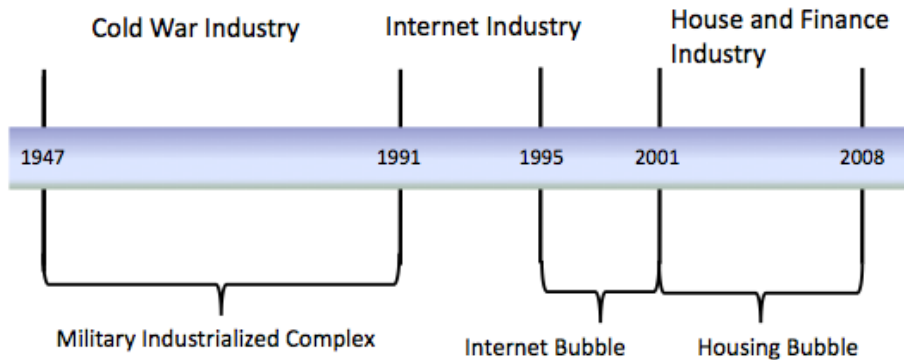 Cold War Industry
Internet Industry
House and Finance
Industry
1947
1991
1995
2001
2008
Military Industrialized Complex
Internet Bubble
Housing Bubble